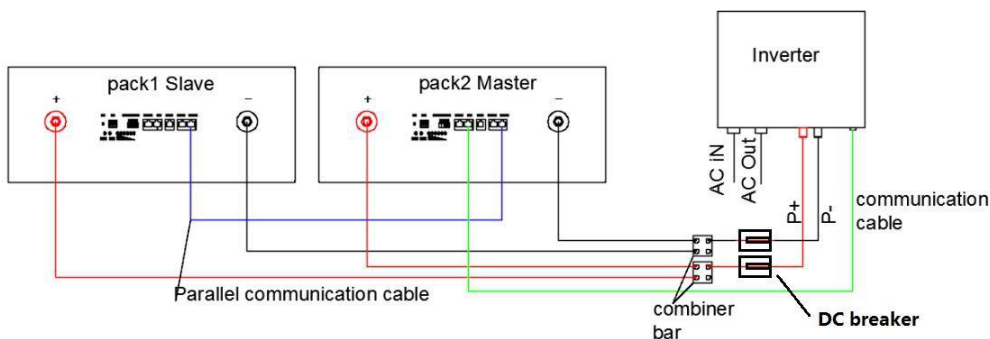 Inverter
pack1 Slave
pack2 Master
+
−
+
−
AC iN
AC Out
P+
P-
communication
cable
Parallel communication cable
combiner
bar
DC breaker